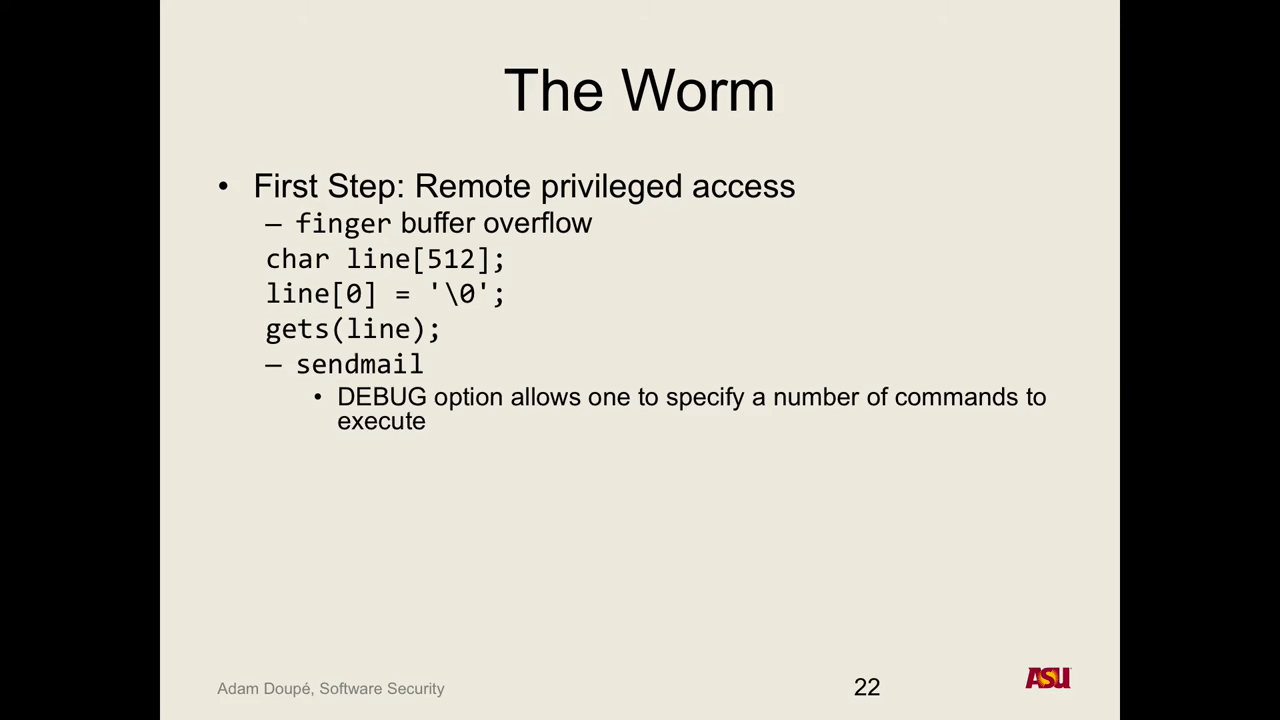 The Worm
• First Step: Remote privileged access
– finger buffer overflow
char line[512];
line[0] = '\0';
gets(line);
– sendmail
• DEBUG option allows one to specify a number of commands to
execute
Adam Doupé, Software Security
22
ASU